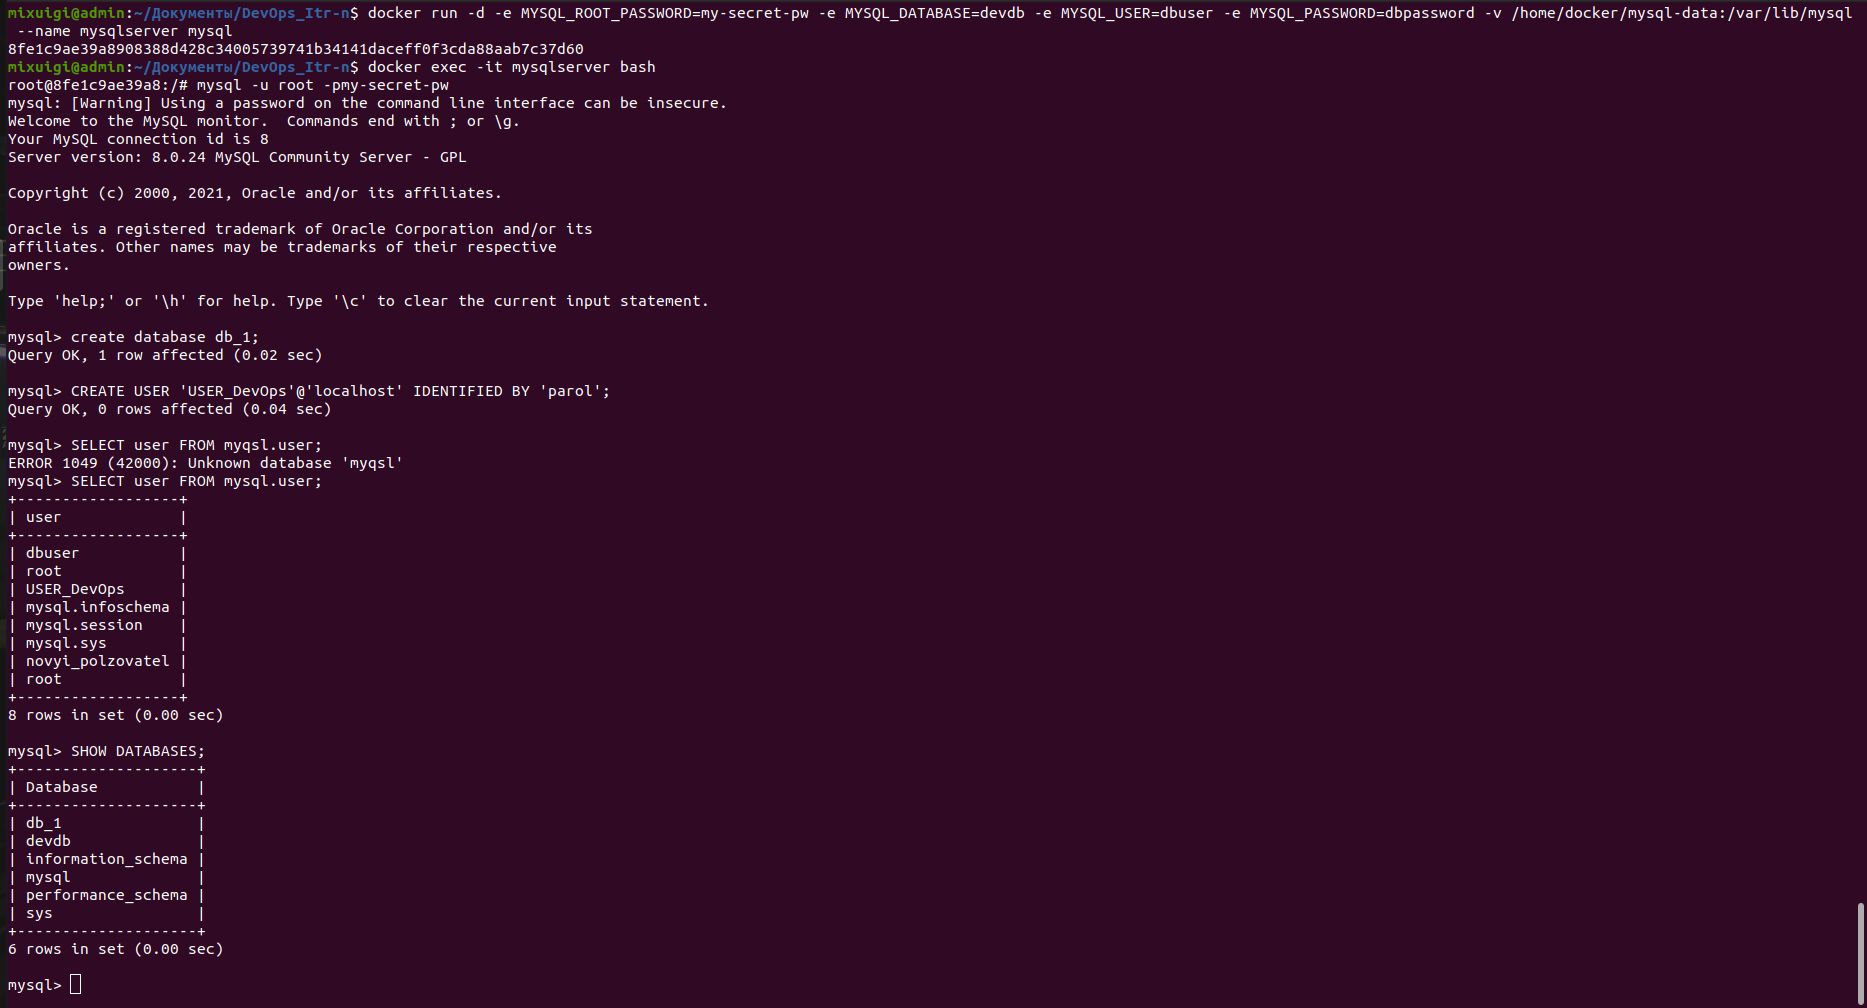 mixuigi@admin:~/Документы/DevOps_Itr-n$ docker run -d -e MYSQL_ROOT_PASSWORD=my-secret-pw -e MYSQL_DATABASE=devdb -e MYSQL_USER=dbuser -e MYSQL_PASSWORD=dbpassword -v /home/docker/mysql-data:/var/lib/mysql
 --name mysqlserver mysql
8fe1c9ae39a8908388d428c34005739741b34141daceff0f3cda88aab7c37d60
mixuigi@admin:~/Документы/DevOps_Itr-n$ docker exec -it mysqlserver bash
root@8fe1c9ae39a8:/# mysql -u root -pmy-secret-pw
mysql: [Warning] Using a password on the command line interface can be insecure.
Welcome to the MySQL monitor.  Commands end with ; or \g.
Your MySQL connection id is 8
Server version: 8.0.24 MySQL Community Server - GPL

Copyright (c) 2000, 2021, Oracle and/or its affiliates.

Oracle is a registered trademark of Oracle Corporation and/or its
affiliates. Other names may be trademarks of their respective
owners.

Type 'help;' or '\h' for help. Type '\c' to clear the current input statement.

mysql> create database db_1;
Query OK, 1 row affected (0.02 sec)

mysql> CREATE USER 'USER_DevOps'@'localhost' IDENTIFIED BY 'parol';
Query OK, 0 rows affected (0.04 sec)

mysql> SELECT user FROM myqsl.user;
ERROR 1049 (42000): Unknown database 'myqsl'
mysql> SELECT user FROM mysql.user;
+------------------+
| user             |
+------------------+
| dbuser           |
| root             |
| USER_DevOps      |
| mysql.infoschema |
| mysql.session    |
| mysql.sys        |
| novyi_polzovatel |
| root             |
+------------------+
8 rows in set (0.00 sec)

mysql> SHOW DATABASES;
+--------------------+
| Database           |
+--------------------+
| db_1               |
| devdb              |
| information_schema |
| mysql              |
| performance_schema |
| sys                |
+--------------------+
6 rows in set (0.00 sec)

mysql>